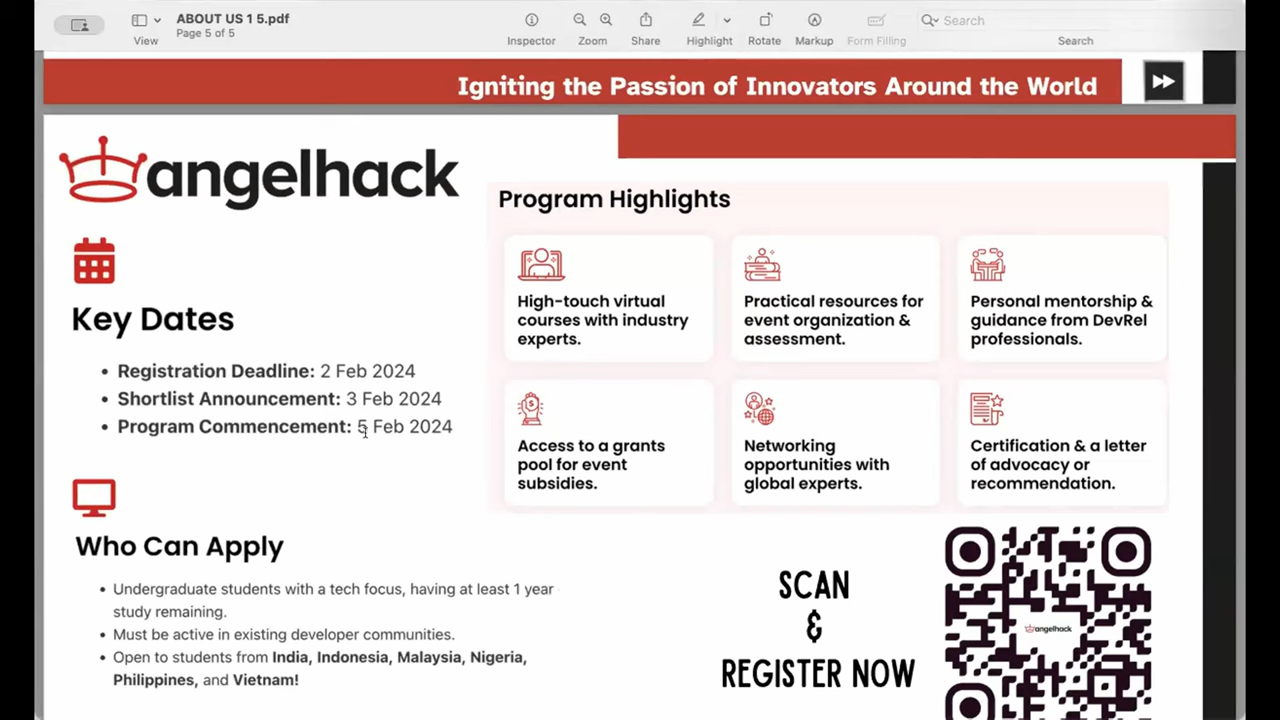 ABOUT US 1 5.pdf
Page 5 of 5
View
Inspector
Zoom
Share
Highlight
Rotate
Markup
Form Filling
Search
Search
Igniting the Passion of Innovators Around the World
angelhack
Key Dates
• Registration Deadline: 2 Feb 2024
• Shortlist Announcement: 3 Feb 2024
• Program Commencement: 5 Feb 2024
Who Can Apply
• Undergraduate students with a tech focus, having at least 1 year
study remaining.
• Must be active in existing developer communities.
• Open to students from India, Indonesia, Malaysia, Nigeria,
Philippines, and Vietnam!
Program Highlights
High-touch virtual
courses with industry
experts.
Practical resources for
event organization &
assessment.
Personal mentorship &
guidance from DevRel
professionals.
Access to a grants
pool for event
subsidies.
Networking
opportunities with
global experts.
Certification & a letter
of advocacy or
recommendation.
SCAN
&
REGISTER NOW
angelhack